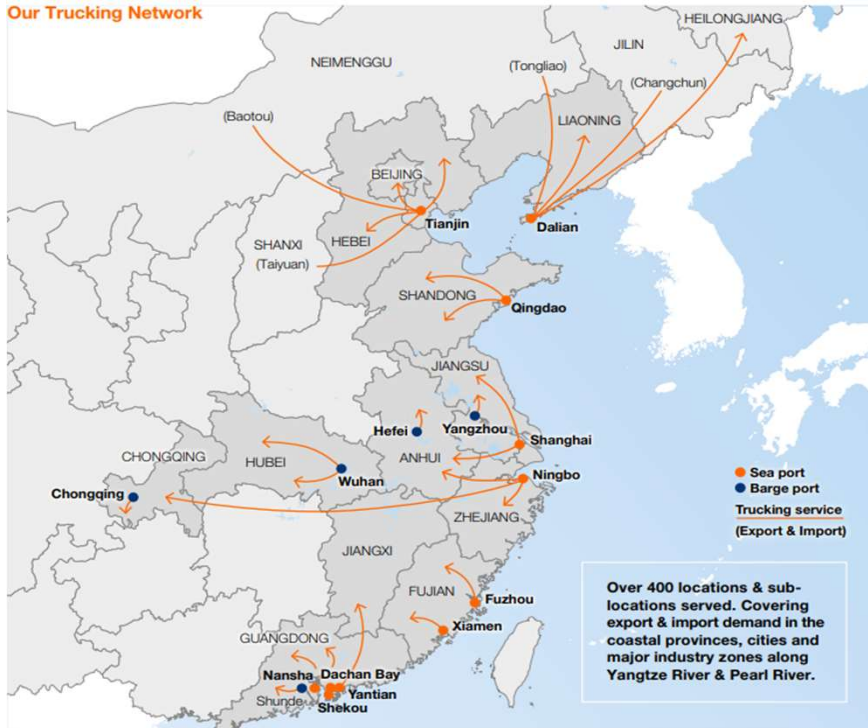 Our Trucking Network
HEILONGJIANG
JILIN
NEIMENGGU
(Tongliao)
(Changchun)
(Baotou)
LIAONING
BEIJING
Tianjin
Dalian
HEBEI
SHANXI
(Taiyuan)
SHANDONG
Qingdao
JIANGSU
Hefei
Yangzhou
Shanghai
CHONGQING
HUBEI
ANHUI
Ningbo
Wuhan
Chongqing
ZHEJIANG
JIANGXI
FUJIAN
Fuzhou
Xiamen
GUANGDONG
Nansha
Dachan Bay
Shunde
Yantian
Shekou
Sea port
Barge port
Trucking service
(Export & Import)
Over 400 locations & sub-
locations served. Covering
export & import demand in the
coastal provinces, cities and
major industry zones along
Yangtze River & Pearl River.